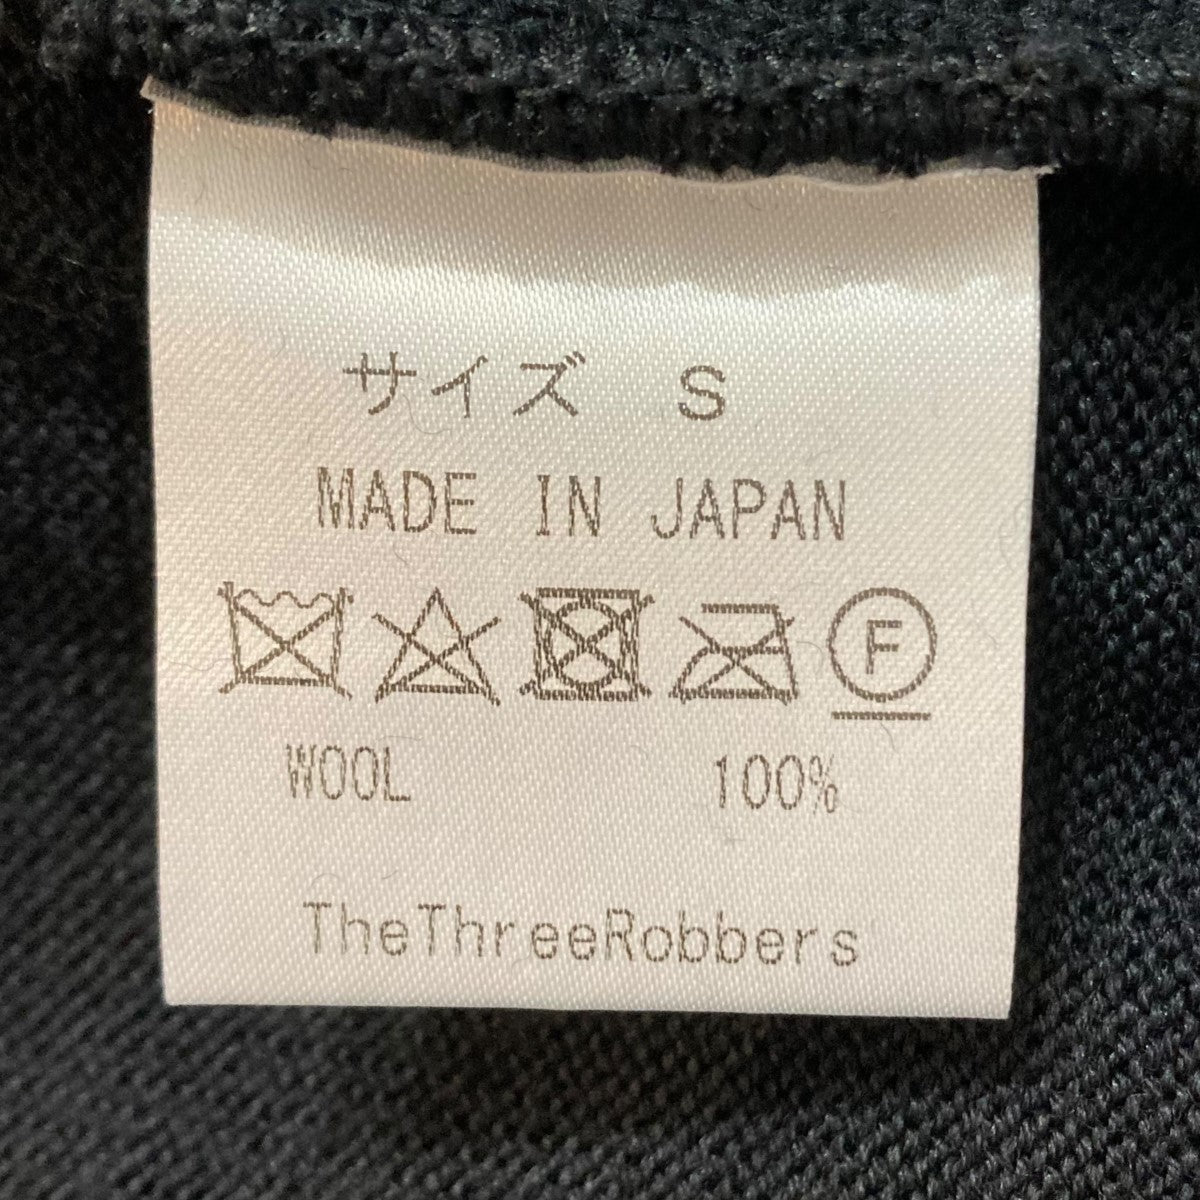 サイズ S
MADE IN JAPAN
F
WOOL 100%
TheThreeRobbers